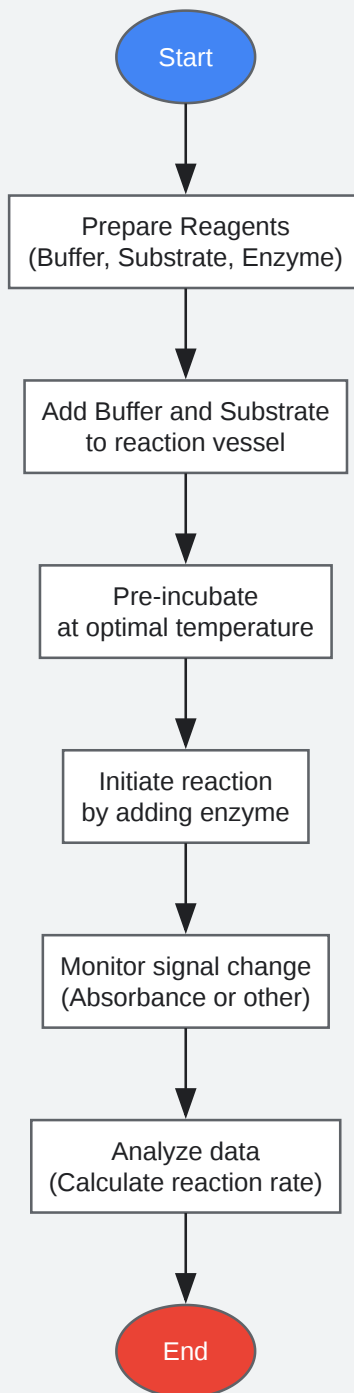 Start
Prepare Reagents
(Buffer, Substrate, Enzyme)
Add Buffer and Substrate
to reaction vessel
Pre-incubate
at optimal temperature
Initiate reaction
by adding enzyme
Monitor signal change
(Absorbance or other)
Analyze data
(Calculate reaction rate)
End